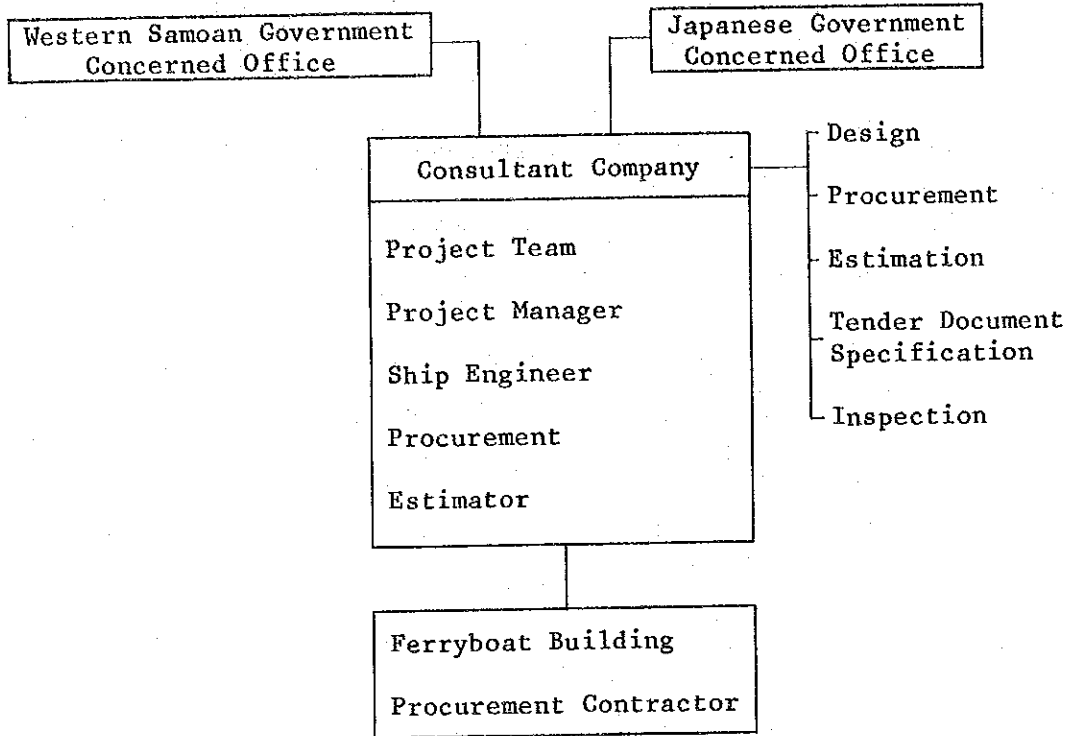 Western Samoan Government
Concerned Office
Japanese Government
Concerned Office
Consultant Company
Project Team
Project Manager
Ship Engineer
Procurement
Estimator
Design
Procurement
Estimation
Tender Document
Specification
Inspection
Ferryboat Building
Procurement Contractor